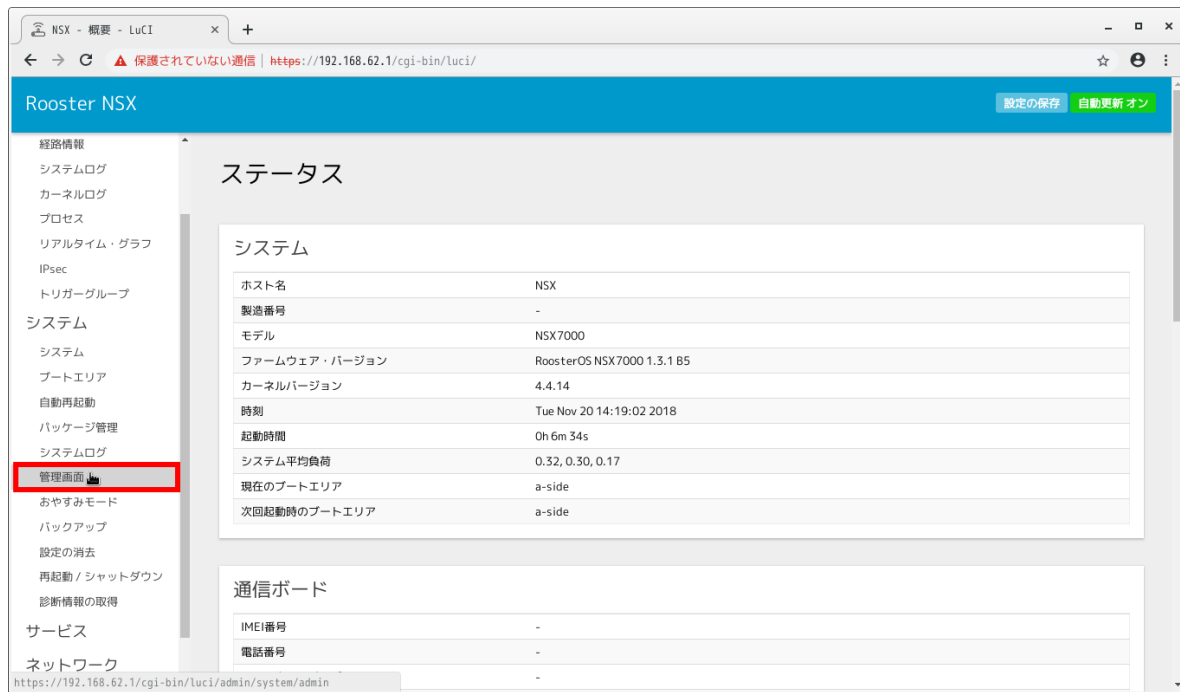 NSX - 概要 - LuCI
保護されていない通信 | https://192.168.62.1/cgi-bin/luci/
Rooster NSX
設定の保存
自動更新 オン
経路情報
システムログ
カーネルログ
プロセス
リアルタイム・グラフ
IPsec
トリガーグループ
システム
システム
ブートエリア
自動再起動
パッケージ管理
システムログ
管理画面
おやすみモード
バックアップ
設定の消去
再起動 / シャットダウン
診断情報の取得
サービス
ネットワーク
https://192.168.62.1/cgi-bin/luci/admin/system/admin
ステータス
システム
ホスト名 NSX
製造番号 -
モデル NSX7000
ファームウェア・バージョン RoosterOS NSX7000 1.3.1 B5
カーネルバージョン 4.4.14
時刻 Tue Nov 20 14:19:02 2018
起動時間 0h 6m 34s
システム平均負荷 0.32, 0.30, 0.17
現在のブートエリア a-side
次回起動時のブートエリア a-side
通信ボード
IMEI番号 -
電話番号 -
-